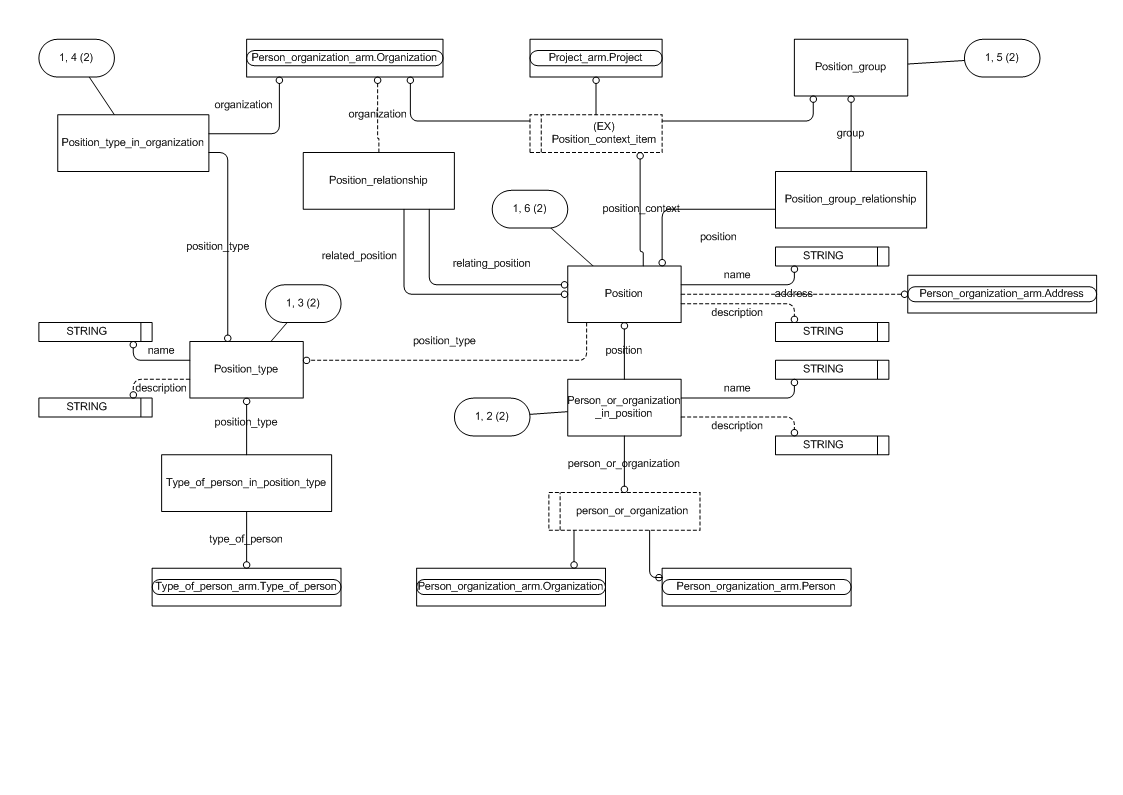 1, 4 (2)
Person_organization_arm.Organization
Project_arm.Project
Position_group
1, 5 (2)
organization
organization
(EX)
Position_context_item
group
Position_type_in_organization
Position_relationship
Position_group_relationship
1, 6 (2)
position_context
position
position_type
related_position
relating_position
STRING
name
Position
address
Person_organization_arm.Address
description
1, 3 (2)
STRING
STRING
name
position_type
position
Position_type
STRING
description
name
STRING
Person_or_organization
_in_position
1, 2 (2)
position_type
description
STRING
person_or_organization
Type_of_person_in_position_type
person_or_organization
type_of_person
Type_of_person_arm.Type_of_person
Person_organization_arm.Organization
Person_organization_arm.Person